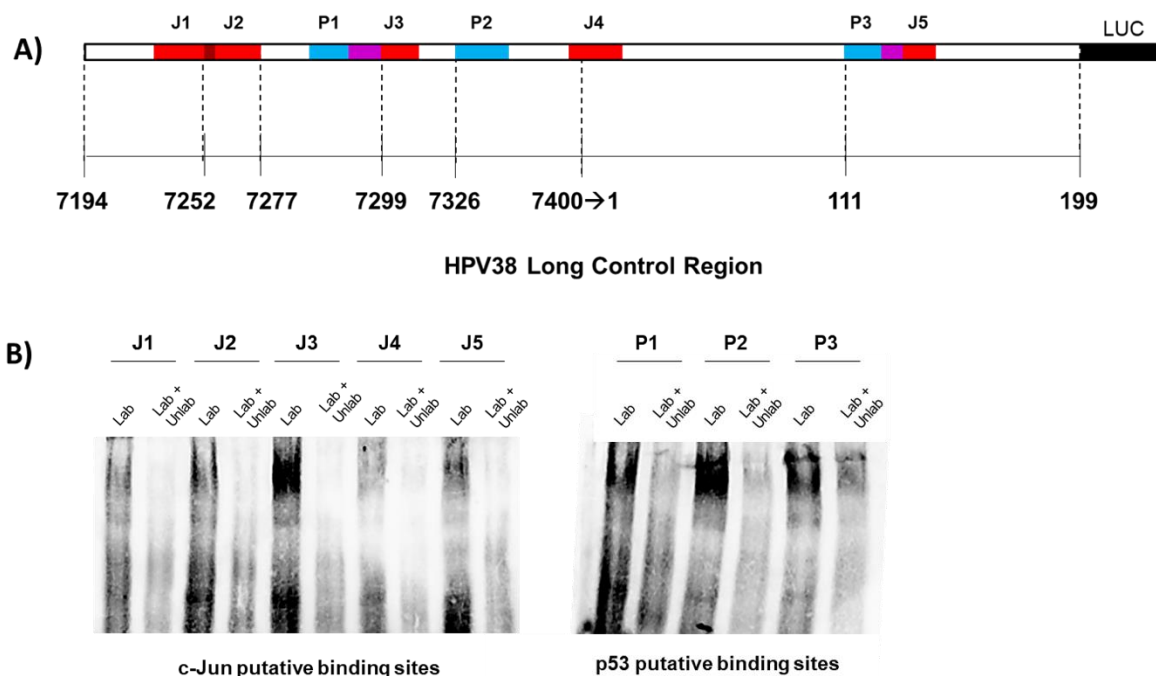 A)
J1 J2 P1 J3 P2 J4 P3 J5 LUC
7194 7252 7277 7299 7326 7400→1 111 199
HPV38 Long Control Region
B)
J1 J2 J3 J4 J5 P1 P2 P3
Lab Lab + Unlab Lab Lab + Unlab Lab Lab + Unlab Lab Lab + Unlab Lab Lab + Unlab Lab Lab + Unlab Lab Lab + Unlab Lab Lab + Unlab
c-Jun putative binding sites p53 putative binding sites